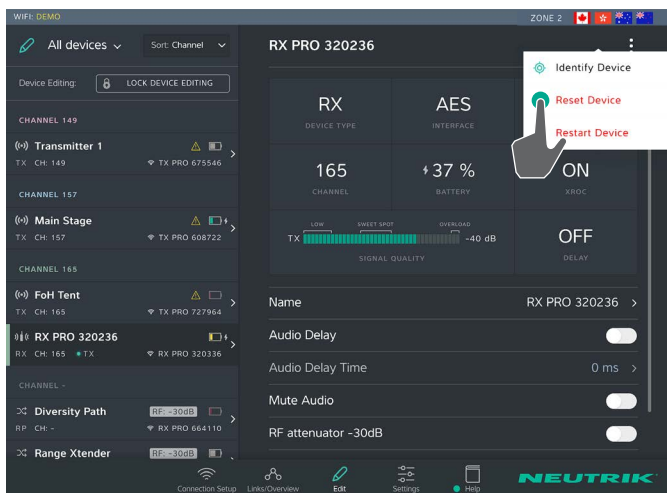 WIFI: DEMO
ZONE 2
All devices
Sort: Channel
Device Editing:
LOCK DEVICE EDITING
CHANNEL 149
Transmitter 1
TX CH: 149
TX PRO 675546
CHANNEL 157
Main Stage
TX CH: 157
TX PRO 608722
CHANNEL 165
FoH Tent
TX CH: 165
TX PRO 727964
RX PRO 320236
RX CH: 165 TX
RX PRO 320336
CHANNEL -
Diversity Path
RF: -30dB
RP CH: -
RX PRO 664110
Range Xtender
RF: -30dB
RX PRO 320236
Identify Device
Reset Device
Restart Device
RX
DEVICE TYPE
AES
INTERFACE
165
CHANNEL
37 %
BATTERY
ON
XROC
LOW SWEET SPOT OVERLOAD
TX -40 dB
SIGNAL QUALITY
OFF
DELAY
Name RX PRO 320236
Audio Delay
Audio Delay Time 0 ms
Mute Audio
RF attenuator -30dB
Connection Setup
Links/Overview
Edit
Settings
Help
NEUTRIK